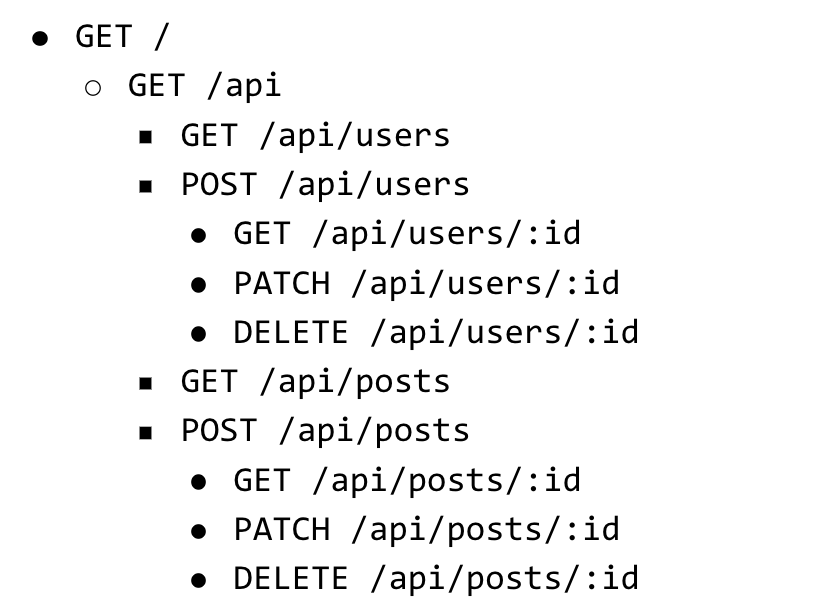 GET /
GET /api
GET /api/users
POST /api/users
GET /api/users/:id
PATCH /api/users/:id
DELETE /api/users/:id
GET /api/posts
POST /api/posts
GET /api/posts/:id
PATCH /api/posts/:id
DELETE /api/posts/:id